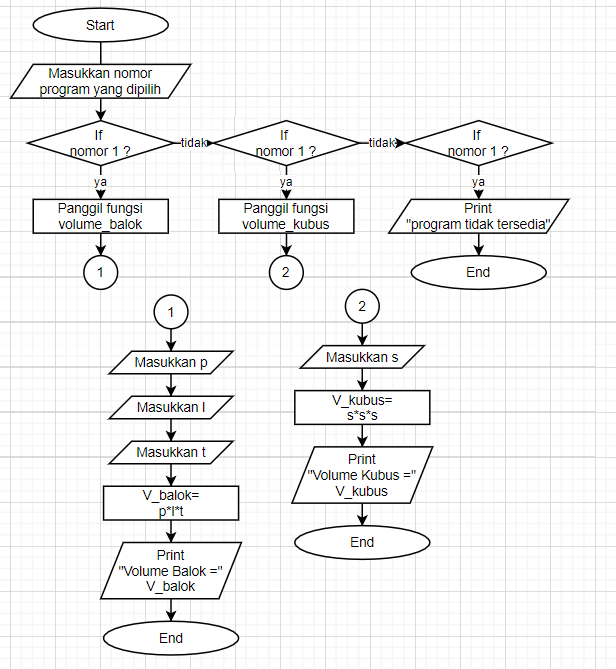 Start
Masukkan nomor
program yang dipilih
If
nomor 1 ?
tidak
If
nomor 1 ?
tidak
If
nomor 1 ?
ya
ya
ya
Panggil fungsi
volume_balok
Panggil fungsi
volume_kubus
Print
"program tidak tersedia"
1
2
End
1
Masukkan p
Masukkan l
Masukkan t
V_balok=
p*l*t
Print
"Volume Balok ="
V_balok
End
2
Masukkan s
V_kubus=
s*s*s
Print
"Volume Kubus ="
V_kubus
End